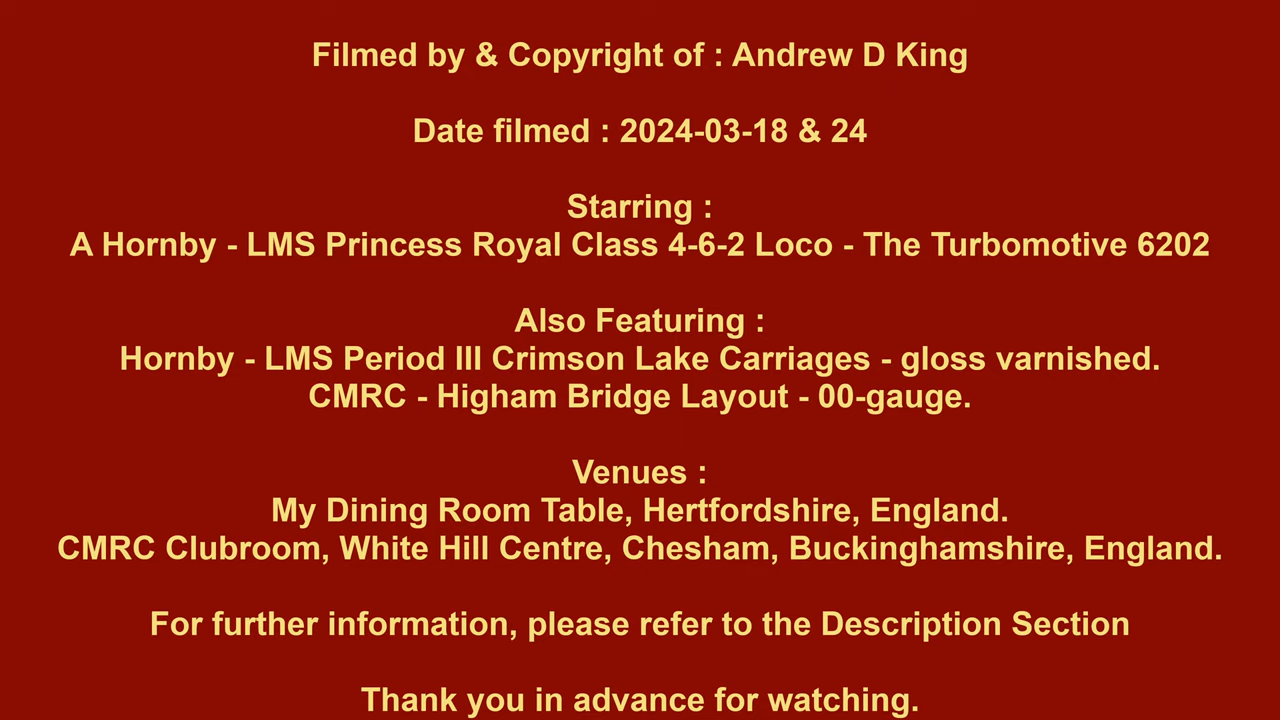 Filmed by & Copyright of : Andrew D King
Date filmed : 2024-03-18 & 24
Starring :
A Hornby - LMS Princess Royal Class 4-6-2 Loco - The Turbomotive 6202
Also Featuring :
Hornby - LMS Period III Crimson Lake Carriages - gloss varnished.
CMRC - Higham Bridge Layout - 00-gauge.
Venues :
My Dining Room Table, Hertfordshire, England.
CMRC Clubroom, White Hill Centre, Chesham, Buckinghamshire, England.
For further information, please refer to the Description Section
Thank you in advance for watching.